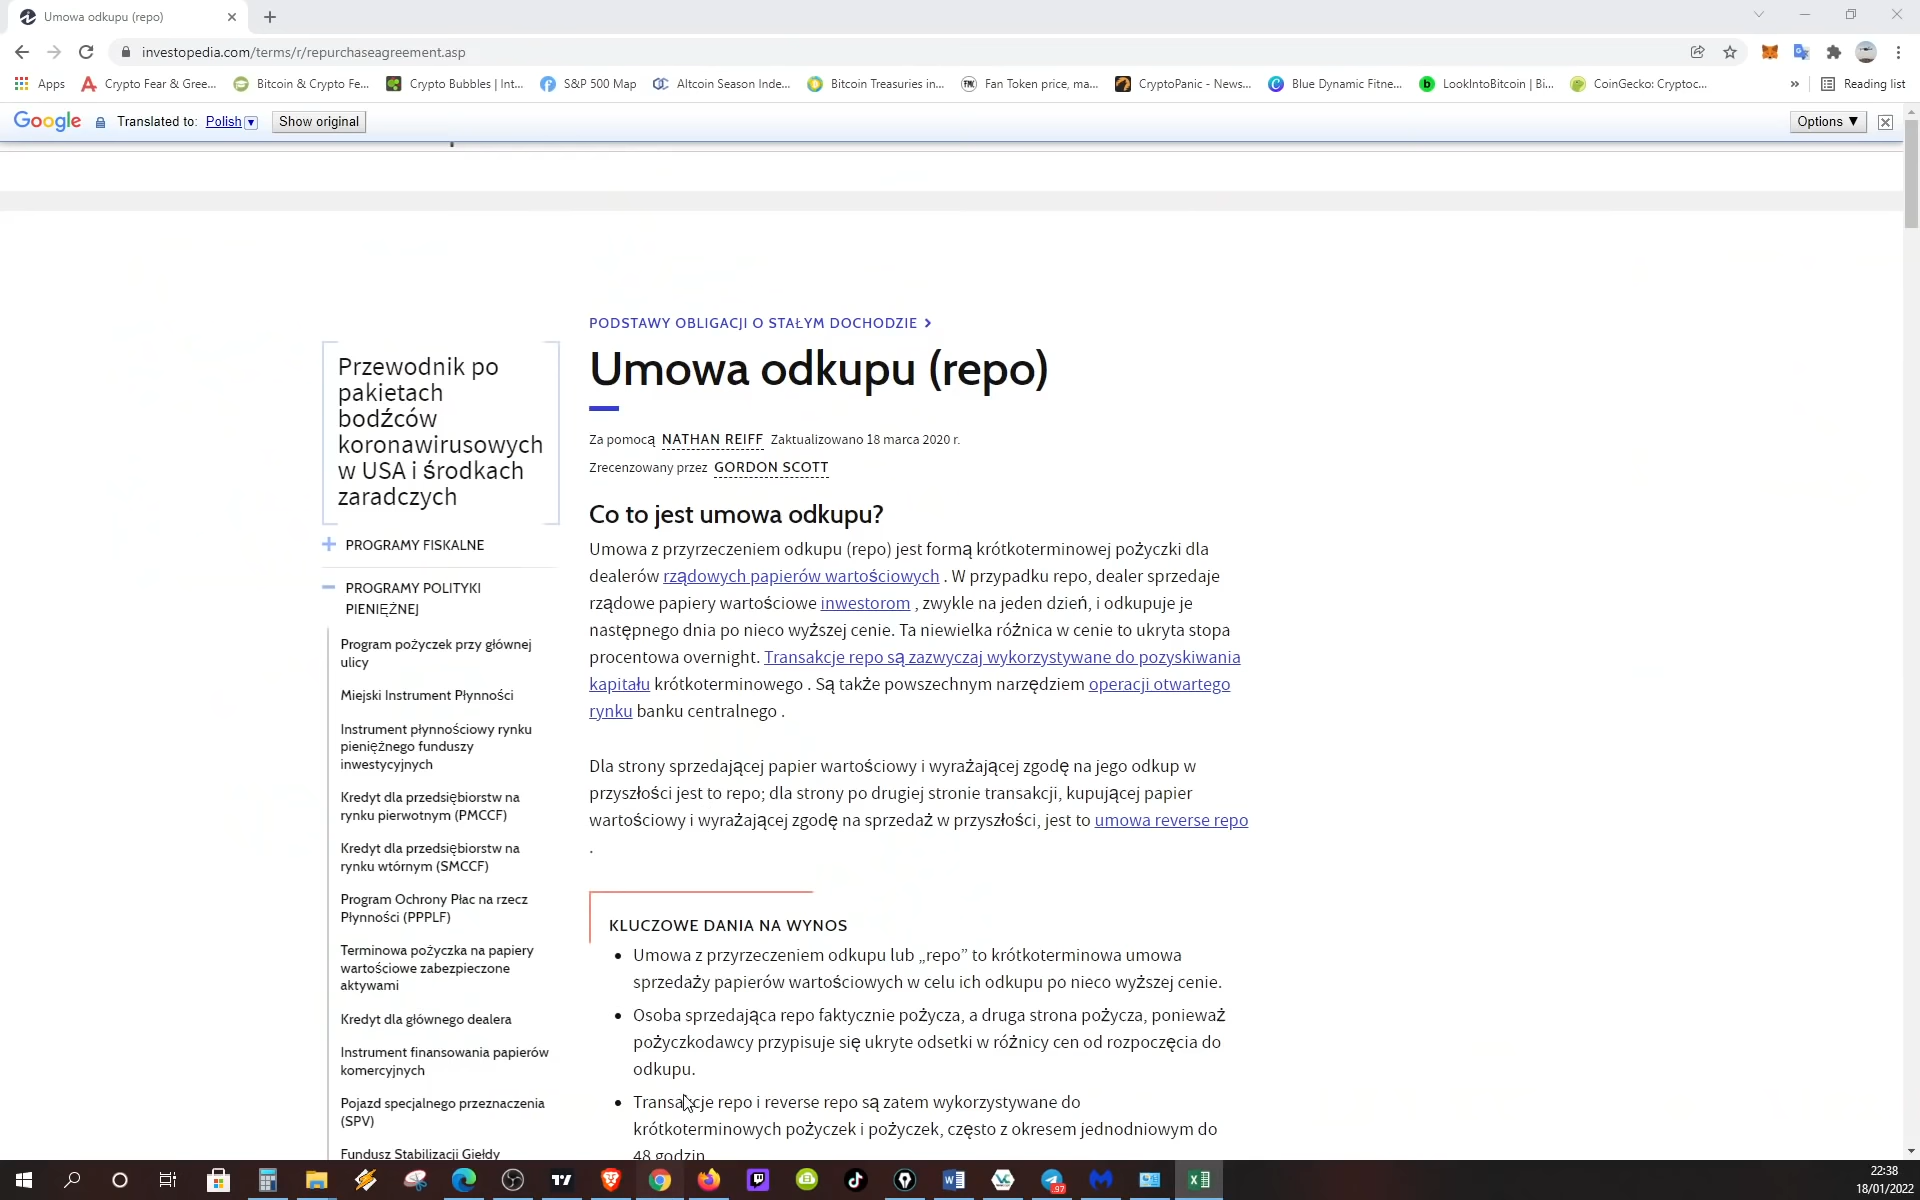 Umowa odkupu (repo)
investopedia.com/terms/r/repurchaseagreement.asp
Apps
Crypto Fear & Gree...
Bitcoin & Crypto Fe...
Crypto Bubbles | Int...
S&P 500 Map
Altcoin Season Inde...
Bitcoin Treasuries in...
Fan Token price, ma...
CryptoPanic - News...
Blue Dynamic Fitne...
LookIntoBitcoin | Bi...
CoinGecko: Cryptoc...
Reading list
Google Translated to: Polish Show original
Options ▼
PODSTAWY OBLIGACJI O STAŁYM DOCHODZIE
Umowa odkupu (repo)
Za pomocą NATHAN REIFF Zaktualizowano 18 marca 2020 r.
Zrecenzowany przez GORDON SCOTT
Przewodnik po
pakietach
bodźców
koronawirusowych
w USA i środkach
zaradczych
PROGRAMY FISKALNE
PROGRAMY POLITYKI
PIENIĘŻNEJ
Program pożyczek przy głównej
ulicy
Miejski Instrument Płynności
Instrument płynnościowy rynku
pieniężnego funduszy
inwestycyjnych
Kredyt dla przedsiębiorstw na
rynku pierwotnym (PMCCF)
Kredyt dla przedsiębiorstw na
rynku wtórnym (SMCCF)
Program Ochrony Płac na rzecz
Płynności (PPPLF)
Terminowa pożyczka na papiery
wartościowe zabezpieczone
aktywami
Kredyt dla głównego dealera
Instrument finansowania papierów
komercyjnych
Pojazd specjalnego przeznaczenia
(SPV)
Fundusz Stabilizacji Giełdy
Co to jest umowa odkupu?
Umowa z przyrzeczeniem odkupu (repo) jest formą krótkoterminowej pożyczki dla
dealerów rządowych papierów wartościowych . W przypadku repo, dealer sprzedaje
rządowe papiery wartościowe inwestorom , zwykle na jeden dzień, i odkupuje je
następnego dnia po nieco wyższej cenie. Ta niewielka różnica w cenie to ukryta stopa
procentowa overnight. Transakcje repo są zazwyczaj wykorzystywane do pozyskiwania
kapitału krótkoterminowego . Są także powszechnym narzędziem operacji otwartego
rynku banku centralnego .
Dla strony sprzedającej papier wartościowy i wyrażającej zgodę na jego odkup w
przyszłości jest to repo; dla strony po drugiej stronie transakcji, kupującej papier
wartościowy i wyrażającej zgodę na sprzedaż w przyszłości, jest to umowa reverse repo
.
KLUCZOWE DANIA NA WYNOS
• Umowa z przyrzeczeniem odkupu lub „repo” to krótkoterminowa umowa
sprzedaży papierów wartościowych w celu ich odkupu po nieco wyższej cenie.
• Osoba sprzedająca repo faktycznie pożycza, a druga strona pożycza, ponieważ
pożyczkodawcy przypisuje się ukryte odsetki w różnicy cen od rozpoczęcia do
odkupu.
• Transakcje repo i reverse repo są zatem wykorzystywane do
krótkoterminowych pożyczek i pożyczek, często z okresem jednodniowym do
48 godzin
22:38
18/01/2022